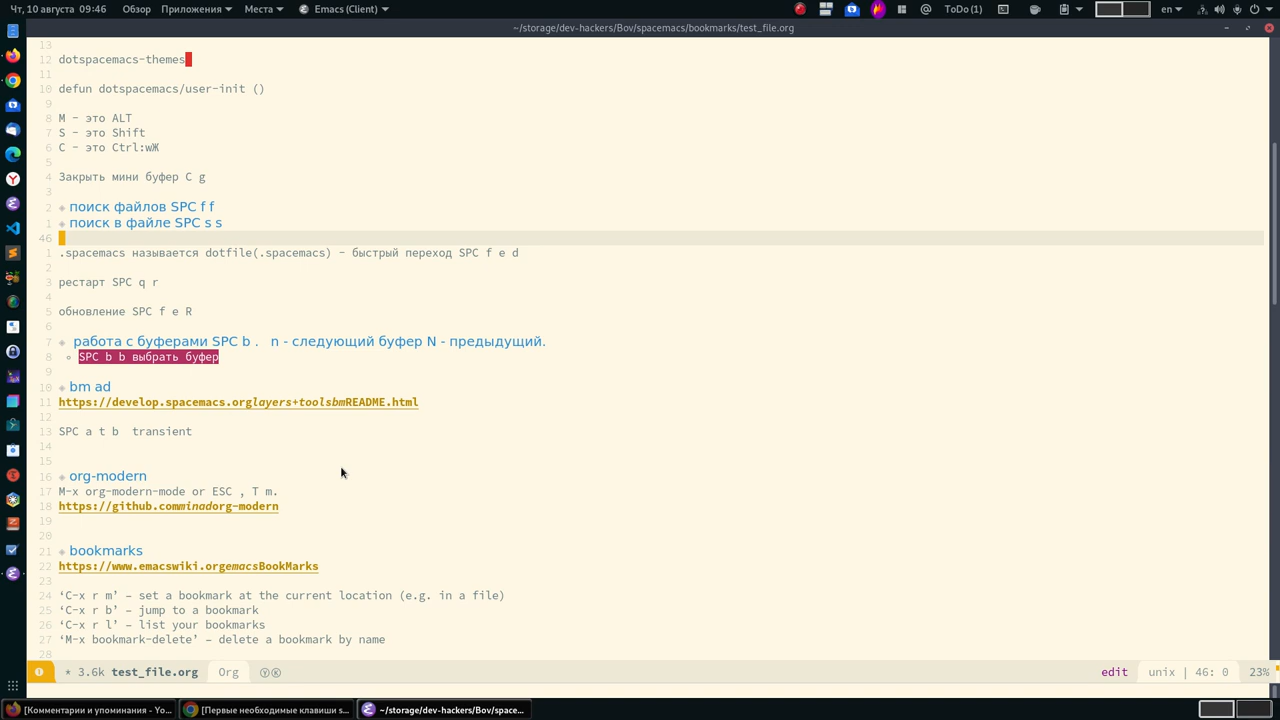 Чт, 10 августа 09:46 Обзор Приложения Места Emacs (Client) ToDo (1) en
~/storage/dev-hackers/Bov/spacemacs/bookmarks/test_file.org
13
12 dotspacemacs-themes
11
10 defun dotspacemacs/user-init ()
9
8 M - это ALT
7 S - это Shift
6 C - это Ctrl:wЖ
5
4 Закрыть мини буфер C g
3
2 поиск файлов SPC f f
1 поиск в файле SPC s s
46
1 .spacemacs называется dotfile(.spacemacs) - быстрый переход SPC f e d
2
3 рестарт SPC q r
4
5 обновление SPC f e R
6
7 работа с буферами SPC b . n - следующий буфер N - предыдущий.
8 SPC b b выбрать буфер
9
10 bm ad
11 https://develop.spacemacs.orglayers+toolsbmREADME.html
12
13 SPC a t b transient
14
15
16 org-modern
17 M-x org-modern-mode or ESC , T m.
18 https://github.comminadorg-modern
19
20
21 bookmarks
22 https://www.emacswiki.orgemacsBookMarks
23
24 ‘C-x r m’ – set a bookmark at the current location (e.g. in a file)
25 ‘C-x r b’ – jump to a bookmark
26 ‘C-x r l’ – list your bookmarks
27 ‘M-x bookmark-delete’ – delete a bookmark by name
28
* 3.6k test_file.org Org ⓎⓀ edit unix | 46: 0 23%
[Комментарии и упоминания - Yo... [Первые необходимые клавиши s... ~/storage/dev-hackers/Bov/space...